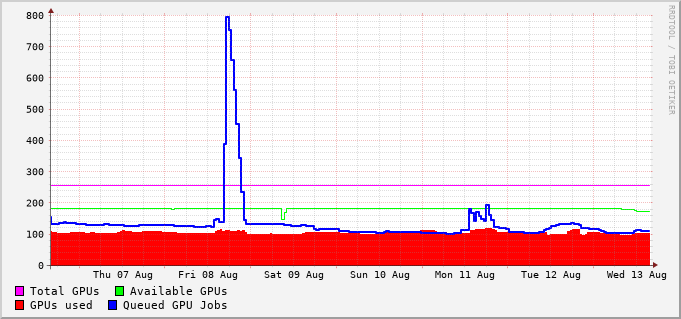 RRDTOOL / TOBI OETIKER
800
700
600
500
400
300
200
100
0
Thu 07 Aug Fri 08 Aug Sat 09 Aug Sun 10 Aug Mon 11 Aug Tue 12 Aug Wed 13 Aug
Total GPUs Available GPUs
GPUs used Queued GPU Jobs